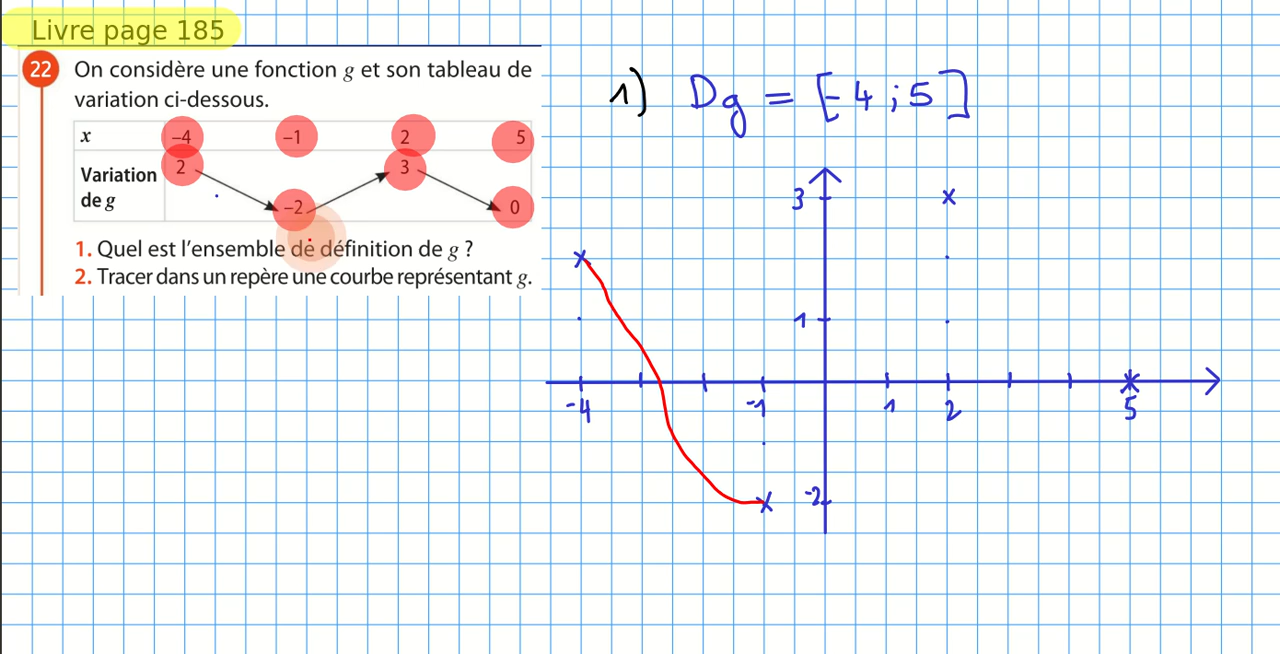 Livre page 185
22 On considère une fonction g et son tableau de
variation ci-dessous.
x -4 -1 2 5
Variation de g 2 -2 3 0
1. Quel est l'ensemble de définition de g ?
2. Tracer dans un repère une courbe représentant g.
1) Dg = [-4 ; 5]
3
1
-4 -1 1 2 5
-2